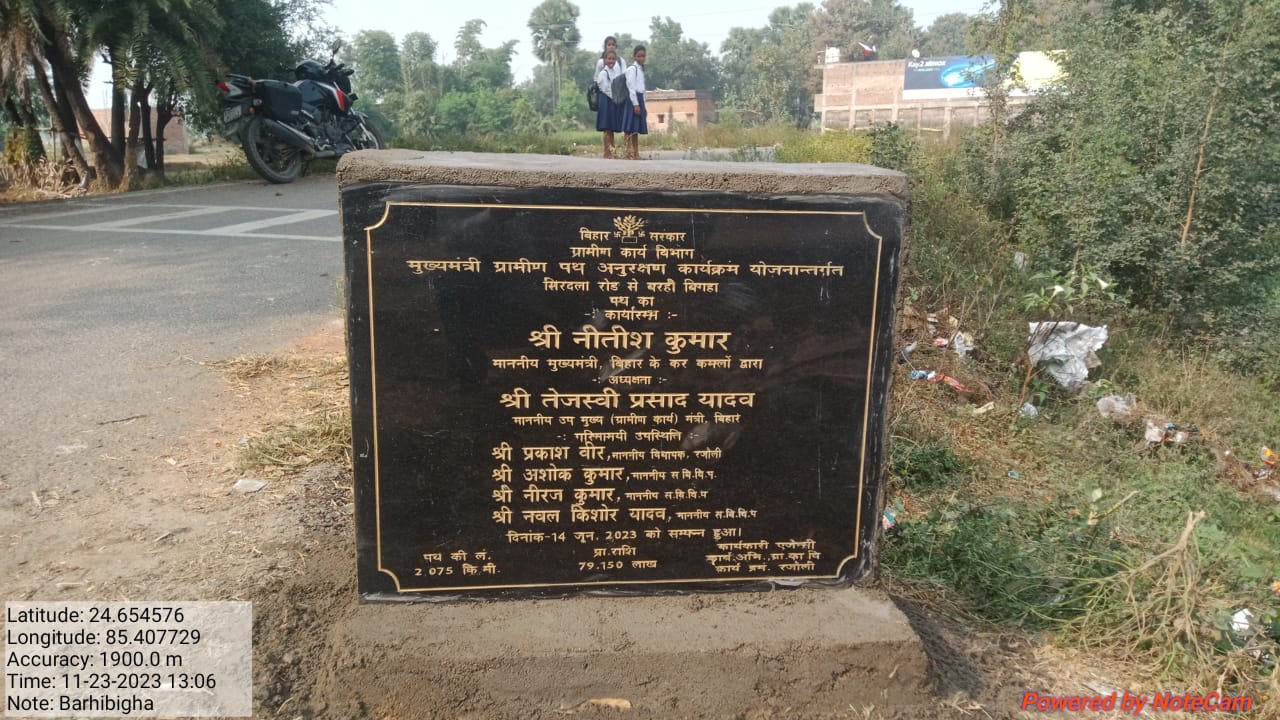 Kay2 xenox
बिहार सरकार
ग्रामीण कार्य विभाग
मुख्यमंत्री ग्रामीण पथ अनुरक्षण कार्यक्रम योजनान्तर्गत
सिरदला रोड से बरही बिगहा
पथ का
-: कार्यारम्भ :-
श्री नीतीश कुमार
माननीय मुख्यमंत्री, बिहार के कर कमलों द्वारा
-: अध्यक्षता :-
श्री तेजस्वी प्रसाद यादव
माननीय उप मुख्य (ग्रामीण कार्य) मंत्री, बिहार
-: गरिमामयी उपस्थिति :-
श्री प्रकाश वीर, माननीय विधायक, रजौली
श्री अशोक कुमार, माननीय स.बि.वि.प.
श्री नीरज कुमार, माननीय स.बि.वि.प
श्री नवल किशोर यादव, माननीय स.बि.वि.प
दिनांक-14 जून, 2023 को सम्पन्न हुआ।
पथ की लं. प्रा.राशि कार्यकारी एजेन्सी
2.075 कि.मी. 79.150 लाख कार्य.अभि.,ग्रा.का.वि
कार्य प्रमं. रजौली
Latitude: 24.654576
Longitude: 85.407729
Accuracy: 1900.0 m
Time: 11-23-2023 13:06
Note: Barhibigha
Powered by NoteCam